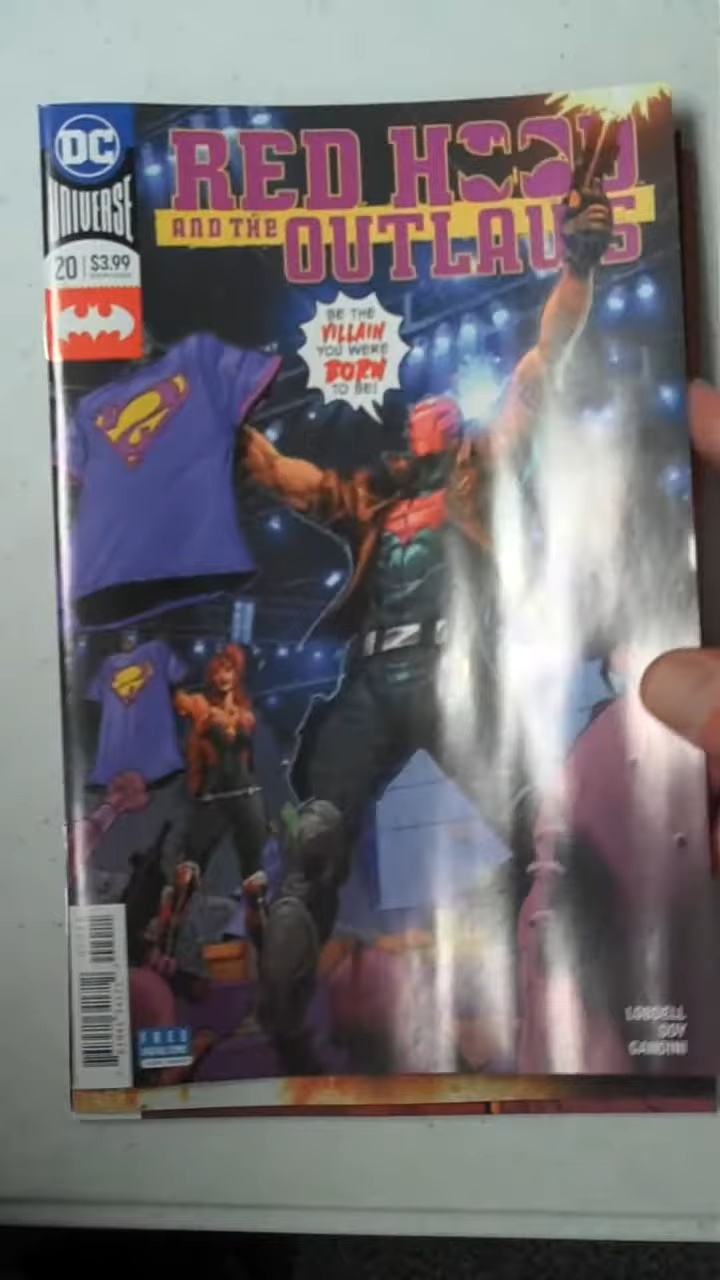 DC
UNIVERSE
20 $3.99
RED HOOD
AND THE
OUTLAWS
BE THE
VILLAIN
YOU WERE
BORN
TO BE!
LOBDELL
SOY
GANDINI
FREE